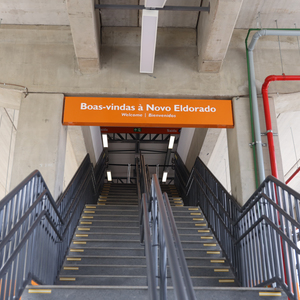 Boas-vindas à Novo Eldorado
Welcome | Bienvenidos